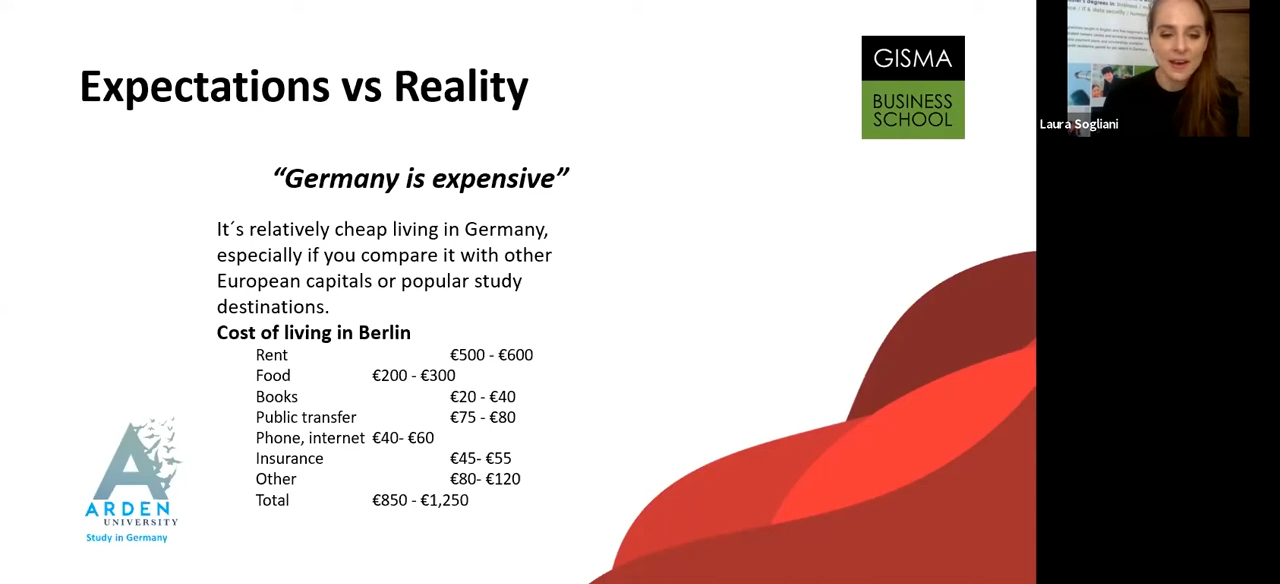 Expectations vs Reality
GISMA
BUSINESS
SCHOOL
Laura Sogliani
“Germany is expensive”
It´s relatively cheap living in Germany,
especially if you compare it with other
European capitals or popular study
destinations.
Cost of living in Berlin
Rent €500 - €600
Food €200 - €300
Books €20 - €40
Public transfer €75 - €80
Phone, internet €40- €60
Insurance €45- €55
Other €80- €120
Total €850 - €1,250
ARDEN
UNIVERSITY
Study in Germany